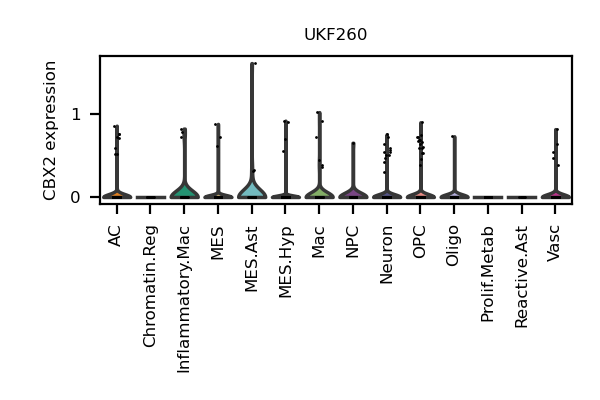 UKF260
CBX2 expression
1
0
AC
Chromatin.Reg
Inflammatory.Mac
MES
MES.Ast
MES.Hyp
Mac
NPC
Neuron
OPC
Oligo
Prolif.Metab
Reactive.Ast
Vasc